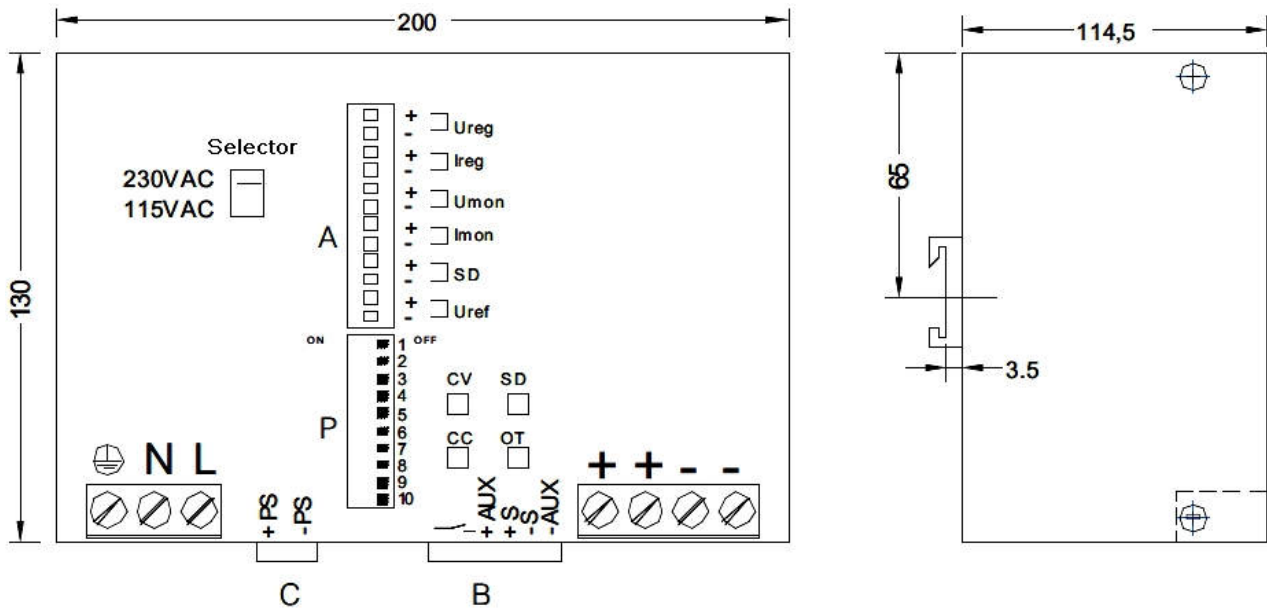 200
114,5
130
65
3.5
Selector
230VAC
115VAC
A
+
-
Ureg
+
-
Ireg
+
-
Umon
+
-
Imon
+
-
SD
+
-
Uref
ON
OFF
P
1
2
3
4
5
6
7
8
9
10
CV SD
CC OT
N L
+ PS
-PS
+ AUX
+ S
-S
-AUX
+ + - -
C
B